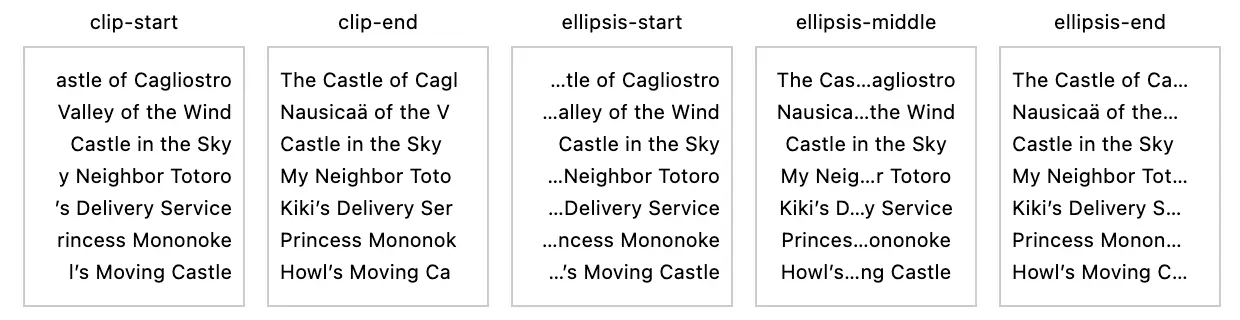 clip-start
astle of Cagliostro
Valley of the Wind
Castle in the Sky
y Neighbor Totoro
’s Delivery Service
rincess Mononoke
l’s Moving Castle
clip-end
The Castle of Cagl
Nausicaä of the V
Castle in the Sky
My Neighbor Toto
Kiki’s Delivery Ser
Princess Mononok
Howl’s Moving Ca
ellipsis-start
…tle of Cagliostro
…alley of the Wind
Castle in the Sky
…Neighbor Totoro
…Delivery Service
…ncess Mononoke
…’s Moving Castle
ellipsis-middle
The Cas…agliostro
Nausica…the Wind
Castle in the Sky
My Neig…r Totoro
Kiki’s D…y Service
Princes…ononoke
Howl’s…ng Castle
ellipsis-end
The Castle of Ca…
Nausicaä of the…
Castle in the Sky
My Neighbor Tot…
Kiki’s Delivery S…
Princess Monon…
Howl’s Moving C…